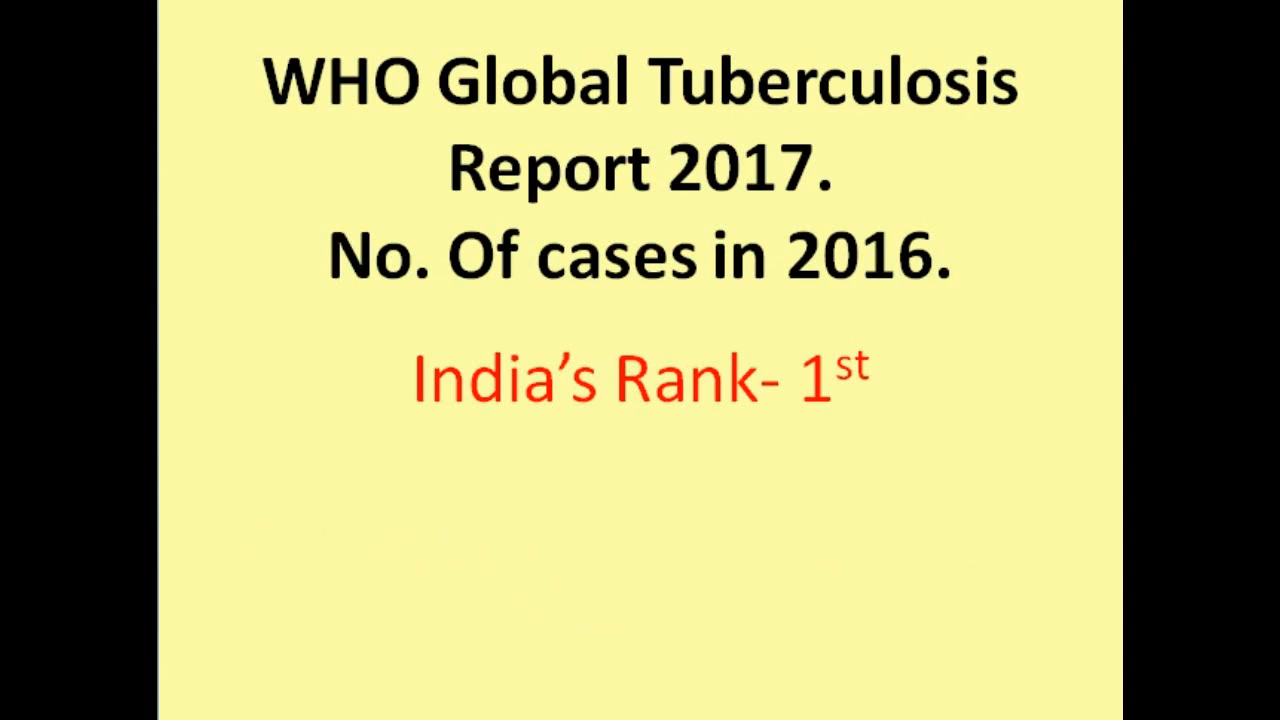 WHO Global Tuberculosis
Report 2017.
No. Of cases in 2016.
India’s Rank- 1st